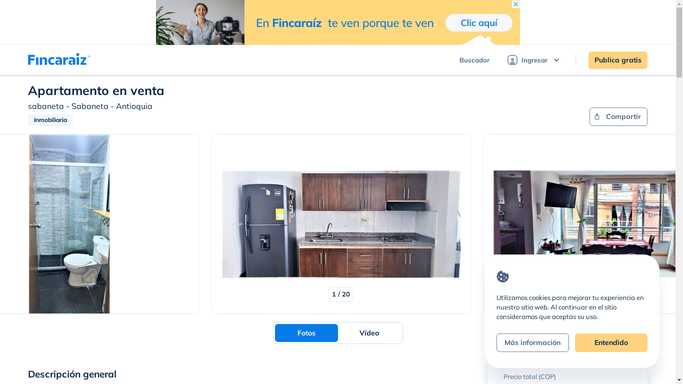 En Fincaraíz te ven porque te ven
Clic aquí
Fincaraiz
Buscador
Ingresar
Publica gratis
Apartamento en venta
sabaneta - Sabaneta - Antioquia
Inmobiliaria
Compartir
1 / 20
Fotos
Vídeo
Utilizamos cookies para mejorar tu experiencia en
nuestro sitio web. Al continuar en el sitio
consideramos que aceptas su uso.
Más información
Entendido
Descripción general
Precio total (COP)